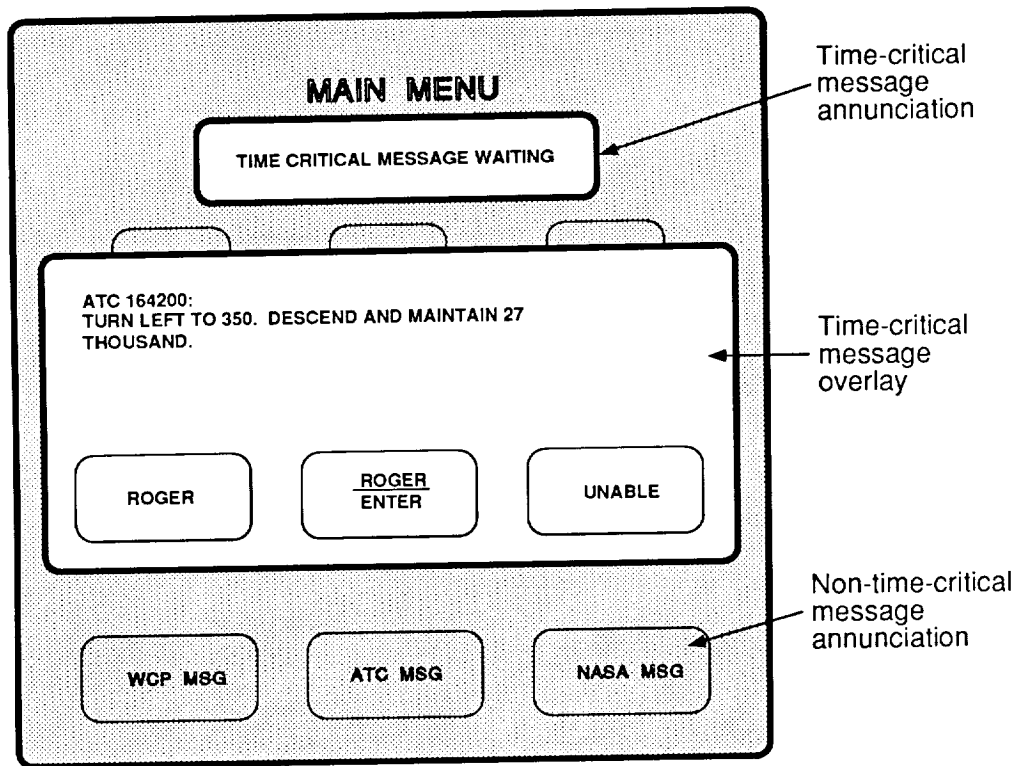 MAIN MENU
TIME CRITICAL MESSAGE WAITING
ATC 164200:
TURN LEFT TO 350. DESCEND AND MAINTAIN 27
THOUSAND.
ROGER
ROGER
ENTER
UNABLE
WCP MSG
ATC MSG
NASA MSG
Time-critical
message
annunciation
Time-critical
message
overlay
Non-time-critical
message
annunciation